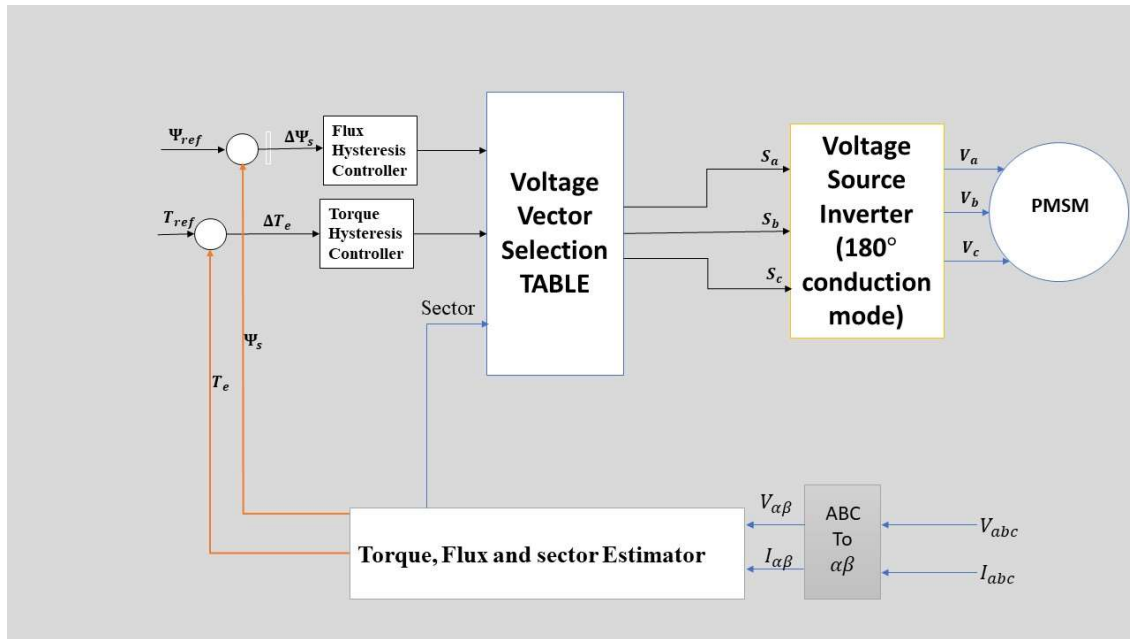 Ψref
ΔΨs
Flux
Hysteresis
Controller
Tref
ΔTe
Torque
Hysteresis
Controller
Voltage
Vector
Selection
TABLE
Sa
Sb
Sc
Voltage
Source
Inverter
(180°
conduction
mode)
Va
Vb
Vc
PMSM
Sector
Ψs
Te
Torque, Flux and sector Estimator
Vαβ
Iαβ
ABC
To
αβ
Vabc
Iabc